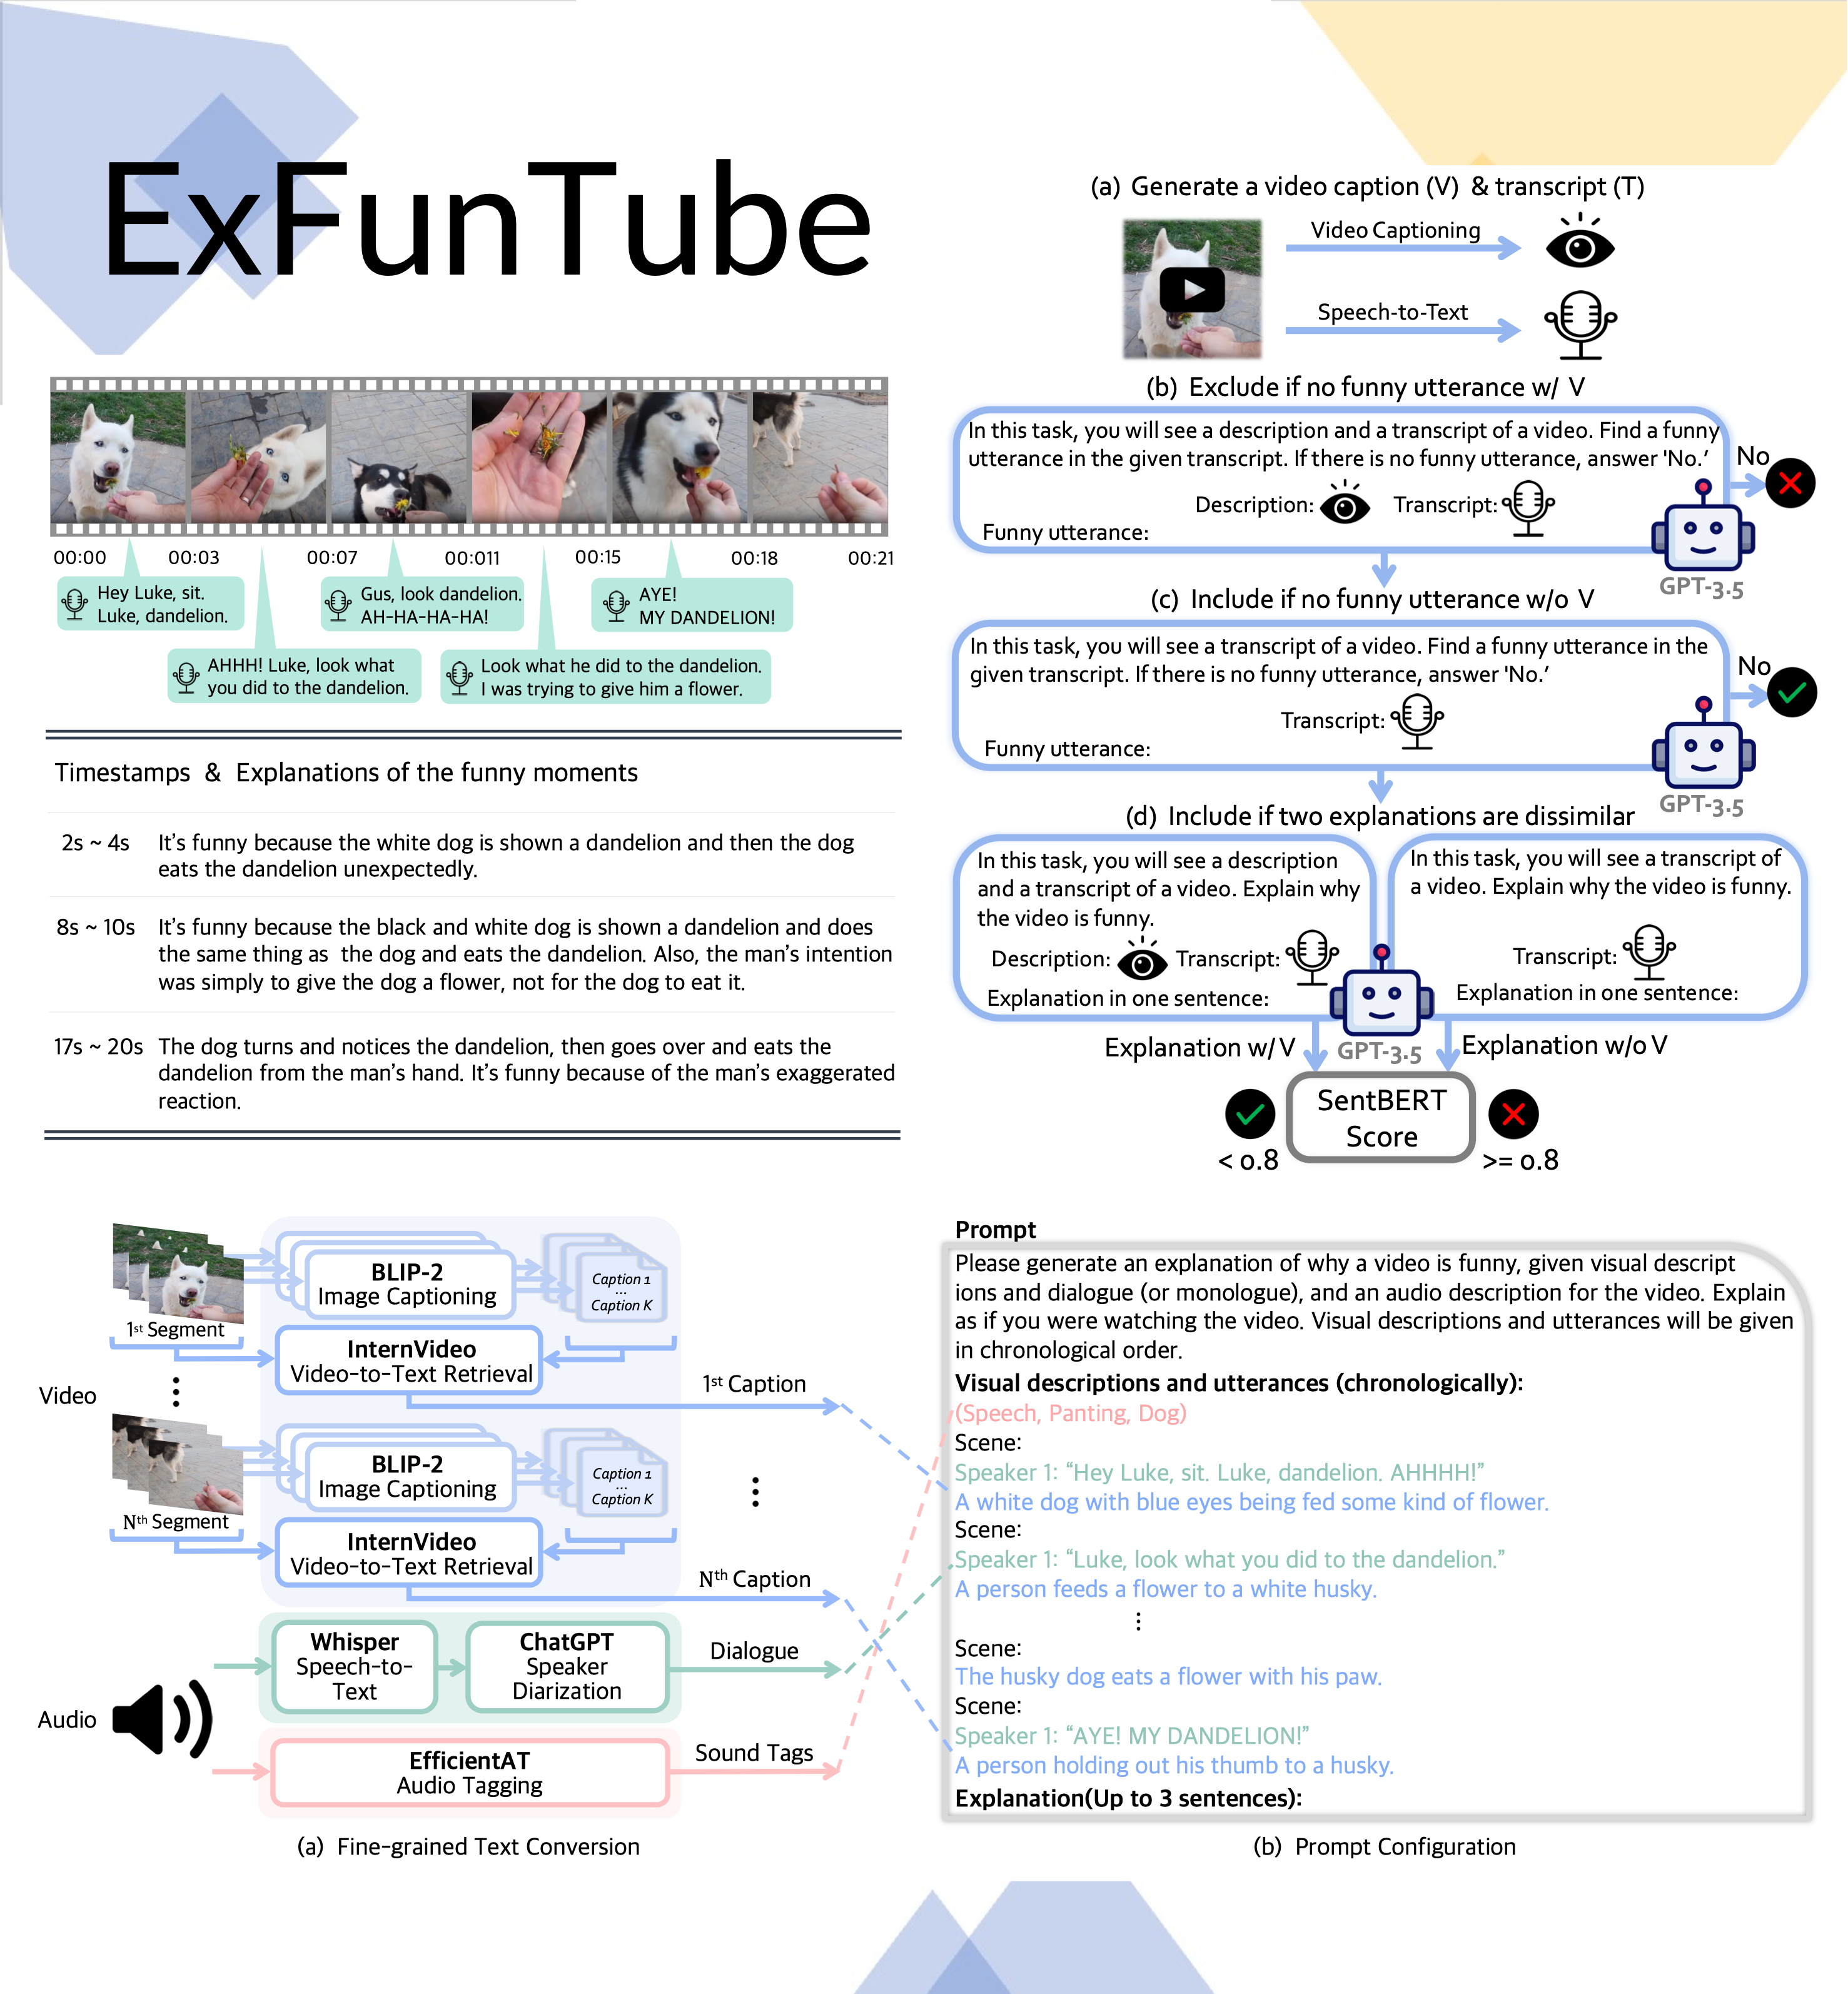 ExFunTube
00:00 00:03 00:07 00:011 00:15 00:18 00:21
Hey Luke, sit.
Luke, dandelion.
Gus, look dandelion.
AH-HA-HA-HA!
AYE!
MY DANDELION!
AHHH! Luke, look what
you did to the dandelion.
Look what he did to the dandelion.
I was trying to give him a flower.
Timestamps & Explanations of the funny moments
2s ~ 4s It's funny because the white dog is shown a dandelion and then the dog
eats the dandelion unexpectedly.
8s ~ 10s It's funny because the black and white dog is shown a dandelion and does
the same thing as the dog and eats the dandelion. Also, the man's intention
was simply to give the dog a flower, not for the dog to eat it.
17s ~ 20s The dog turns and notices the dandelion, then goes over and eats the
dandelion from the man's hand. It's funny because of the man's exaggerated
reaction.
(a) Generate a video caption (V) & transcript (T)
Video Captioning
Speech-to-Text
(b) Exclude if no funny utterance w/ V
In this task, you will see a description and a transcript of a video. Find a funny
utterance in the given transcript. If there is no funny utterance, answer 'No.'
No
Description: Transcript:
Funny utterance:
GPT-3.5
(c) Include if no funny utterance w/o V
In this task, you will see a transcript of a video. Find a funny utterance in the
given transcript. If there is no funny utterance, answer 'No.'
No
Transcript:
Funny utterance:
GPT-3.5
(d) Include if two explanations are dissimilar
In this task, you will see a description
and a transcript of a video. Explain why
the video is funny.
Description: Transcript:
Explanation in one sentence:
In this task, you will see a transcript of
a video. Explain why the video is funny.
Transcript:
Explanation in one sentence:
Explanation w/ V
GPT-3.5
Explanation w/o V
SentBERT
Score
< 0.8
>= 0.8
Video
1st Segment
BLIP-2
Image Captioning
Caption 1
...
Caption K
InternVideo
Video-to-Text Retrieval
1st Caption
Nth Segment
BLIP-2
Image Captioning
Caption 1
...
Caption K
InternVideo
Video-to-Text Retrieval
Nth Caption
Audio
Whisper
Speech-to-
Text
ChatGPT
Speaker
Diarization
Dialogue
EfficientAT
Audio Tagging
Sound Tags
(a) Fine-grained Text Conversion
Prompt
Please generate an explanation of why a video is funny, given visual descript
ions and dialogue (or monologue), and an audio description for the video. Explain
as if you were watching the video. Visual descriptions and utterances will be given
in chronological order.
Visual descriptions and utterances (chronologically):
(Speech, Panting, Dog)
Scene:
Speaker 1: “Hey Luke, sit. Luke, dandelion. AHHHH!”
A white dog with blue eyes being fed some kind of flower.
Scene:
Speaker 1: “Luke, look what you did to the dandelion.”
A person feeds a flower to a white husky.
Scene:
The husky dog eats a flower with his paw.
Scene:
Speaker 1: “AYE! MY DANDELION!”
A person holding out his thumb to a husky.
Explanation(Up to 3 sentences):
(b) Prompt Configuration